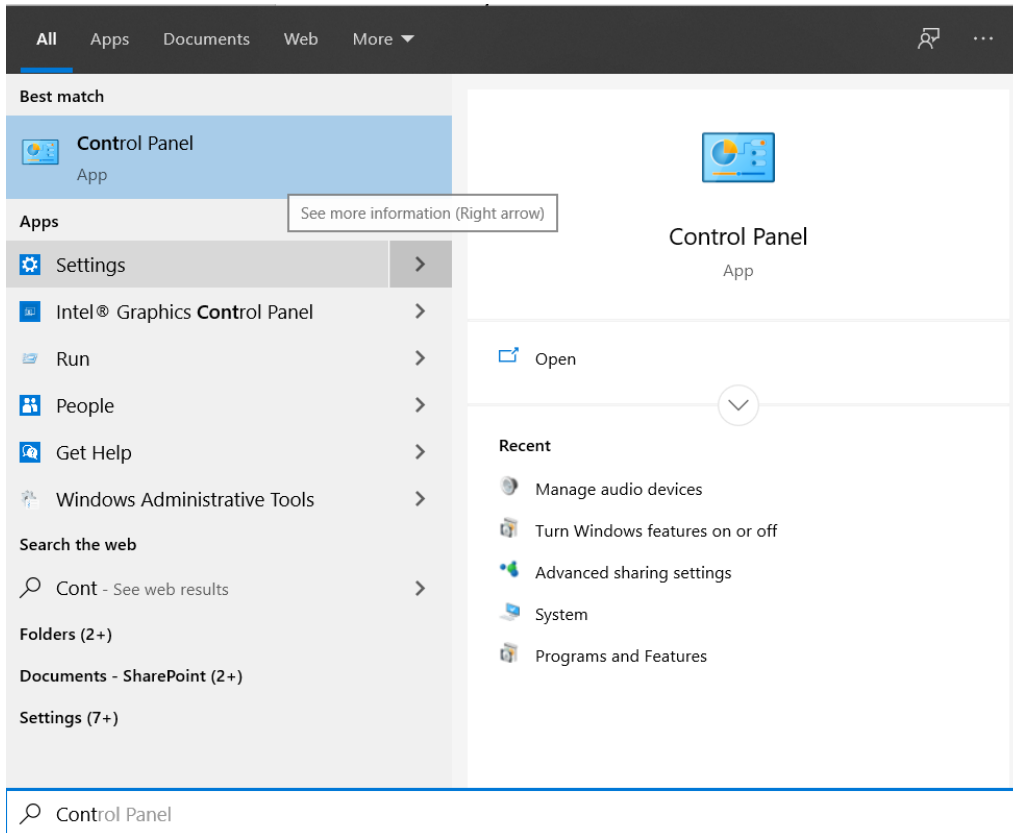 All Apps Documents Web More
Best match
Control Panel
App
See more information (Right arrow)
Apps
Settings
Intel® Graphics Control Panel
Run
People
Get Help
Windows Administrative Tools
Search the web
Cont - See web results
Folders (2+)
Documents - SharePoint (2+)
Settings (7+)
Control Panel
App
Open
Recent
Manage audio devices
Turn Windows features on or off
Advanced sharing settings
System
Programs and Features
Control Panel